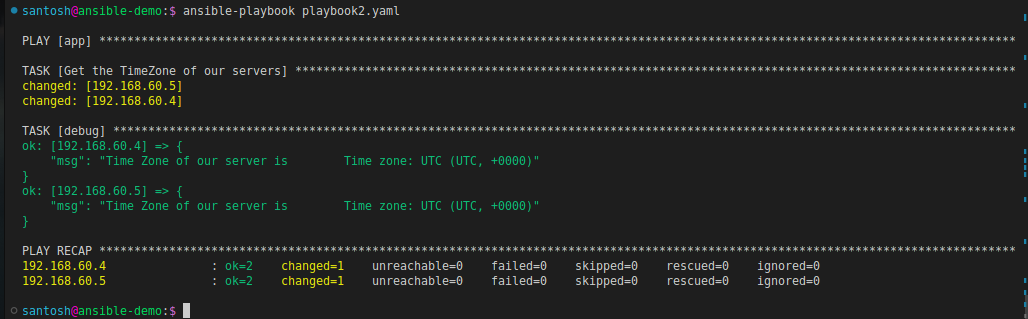 santosh@ansible-demo:$ ansible-playbook playbook2.yaml
PLAY [app] ***********************************************************************************************************************************
TASK [Get the TimeZone of our servers] *******************************************************************************************************
changed: [192.168.60.5]
changed: [192.168.60.4]
TASK [debug] *********************************************************************************************************************************
ok: [192.168.60.4] => {
    "msg": "Time Zone of our server is        Time zone: UTC (UTC, +0000)"
}
ok: [192.168.60.5] => {
    "msg": "Time Zone of our server is        Time zone: UTC (UTC, +0000)"
}
PLAY RECAP ***********************************************************************************************************************************
192.168.60.4               : ok=2    changed=1    unreachable=0    failed=0    skipped=0    rescued=0    ignored=0
192.168.60.5               : ok=2    changed=1    unreachable=0    failed=0    skipped=0    rescued=0    ignored=0
santosh@ansible-demo:$